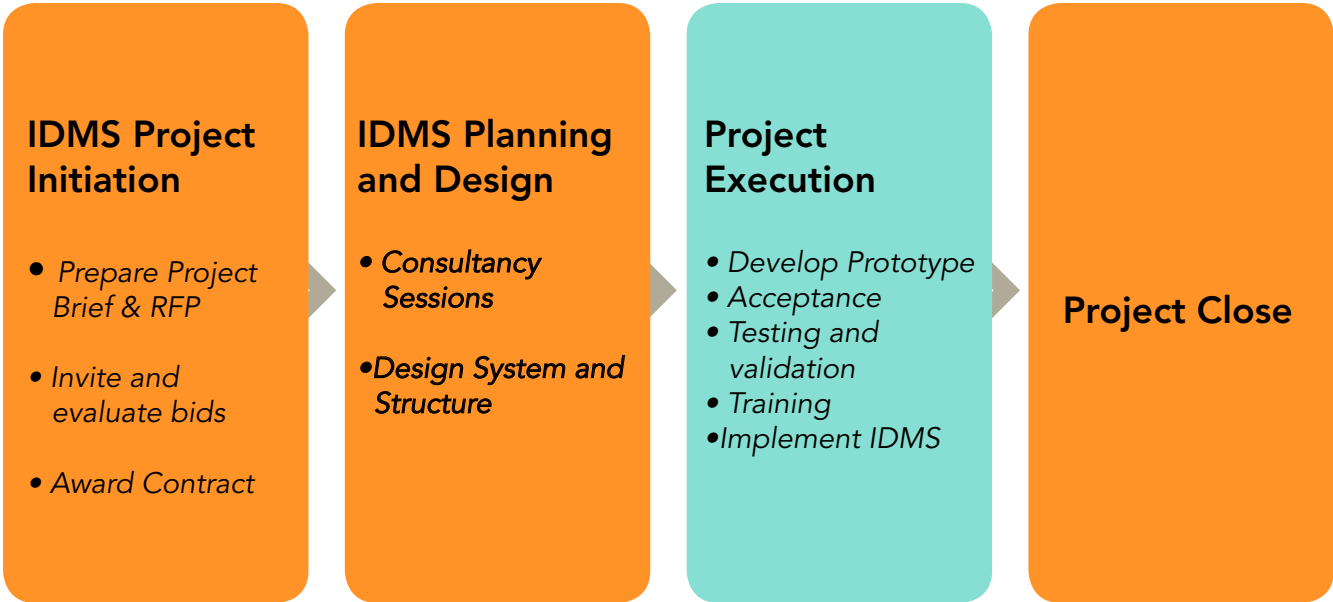 IDMS Project
Initiation
• Prepare Project
Brief & RFP
• Invite and
evaluate bids
• Award Contract
IDMS Planning
and Design
• Consultancy
Sessions
•Design System and
Structure
Project
Execution
• Develop Prototype
• Acceptance
• Testing and
validation
• Training
•Implement IDMS
Project Close